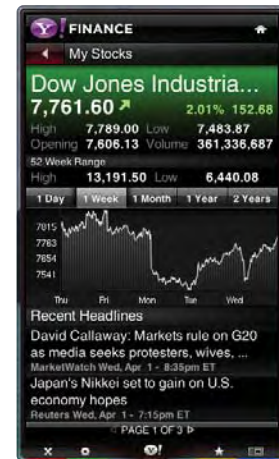 Y! FINANCE
My Stocks
Dow Jones Industria...
7,761.60 2.01% 152.68
High 7,789.00 Low 7,483.87
Opening 7,606.13 Volume 361,336,687
52 Week Range
High 13,191.50 Low 6,440.08
1 Day 1 Week 1 Month 1 Year 2 Years
7763
7654
7541
Thu Fri Mon Tue Wed
Recent Headlines
David Callaway: Markets rule on G20
as media seeks protesters, wives, ...
MarketWatch Wed, Apr 1 - 8:35pm ET
Japan's Nikkei set to gain on U.S.
economy hopes
Reuters Wed, Apr 1 - 7:15pm ET
PAGE 1 OF 3
Y!